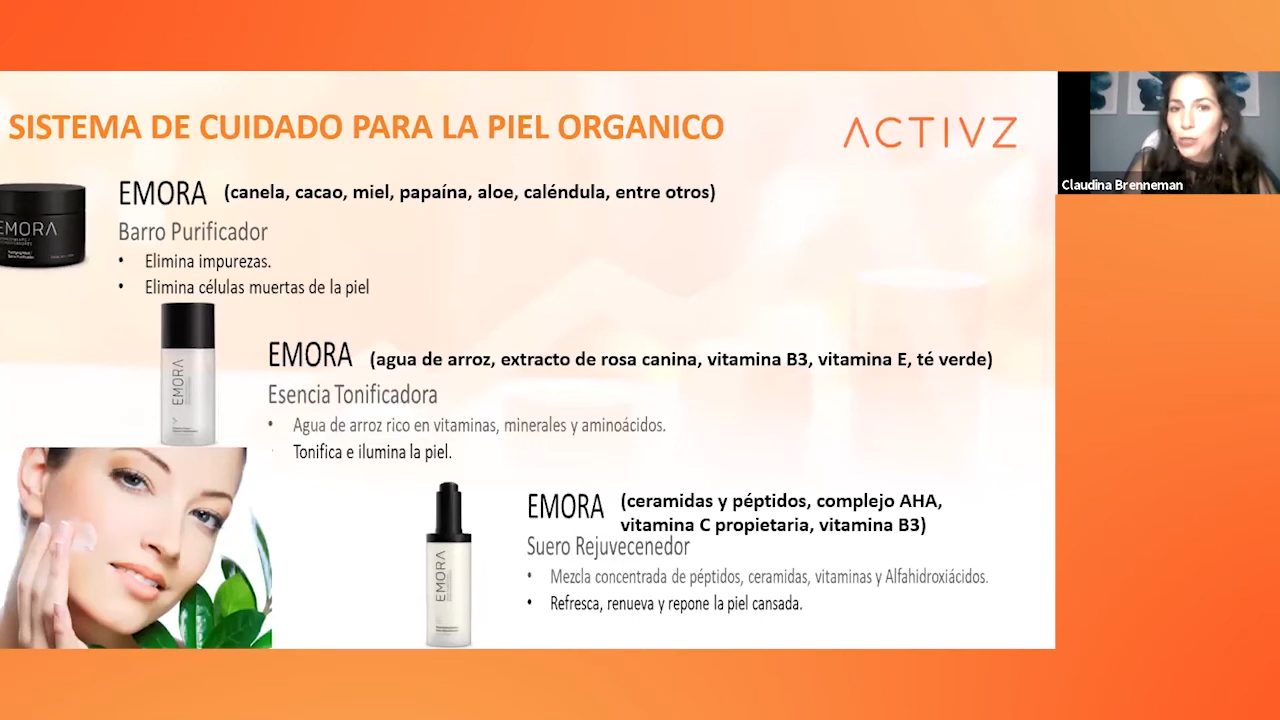 SISTEMA DE CUIDADO PARA LA PIEL ORGANICO
ACTIVZ
Claudina Brenneman
EMORA (canela, cacao, miel, papaína, aloe, caléndula, entre otros)
Barro Purificador
• Elimina impurezas.
• Elimina células muertas de la piel
EMORA
EMORA (agua de arroz, extracto de rosa canina, vitamina B3, vitamina E, té verde)
Esencia Tonificadora
• Agua de arroz rico en vitaminas, minerales y aminoácidos.
Tonifica e ilumina la piel.
EMORA
EMORA (ceramidas y péptidos, complejo AHA,
vitamina C propietaria, vitamina B3)
Suero Rejuvecenedor
• Mezcla concentrada de péptidos, ceramidas, vitaminas y Alfahidroxiácidos.
• Refresca, renueva y repone la piel cansada.
EMORA